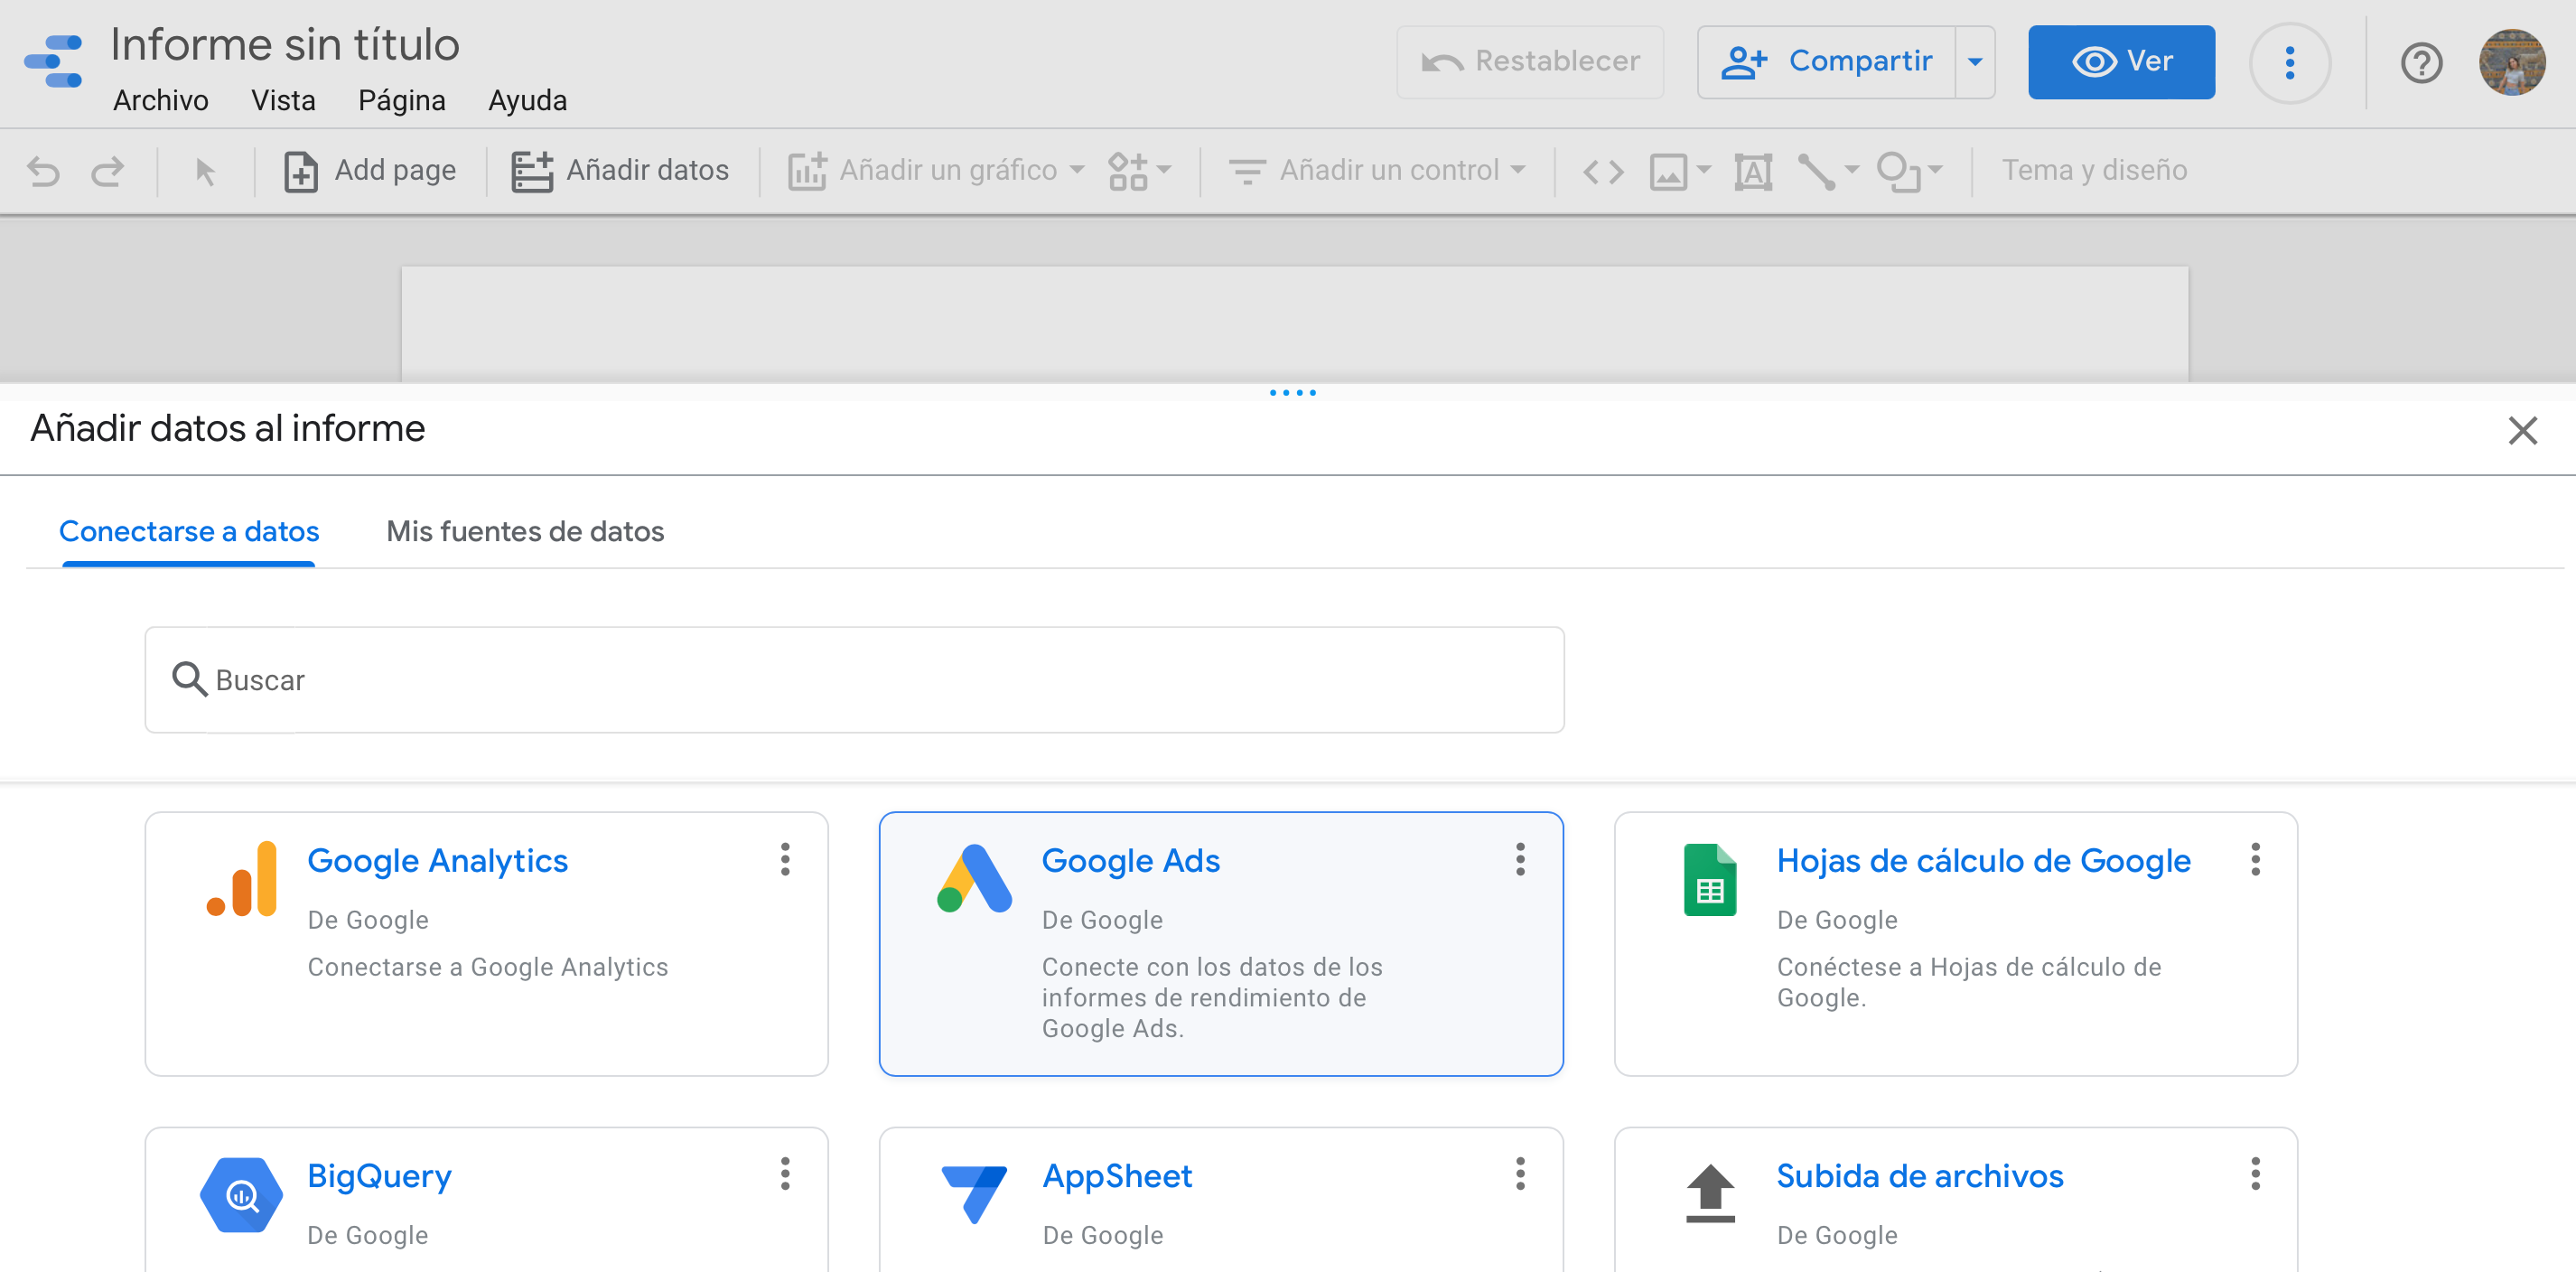 Informe sin título
Archivo Vista Página Ayuda
Restablecer
Compartir
Ver
Add page
Añadir datos
Añadir un gráfico
Añadir un control
Tema y diseño
Añadir datos al informe
Conectarse a datos
Mis fuentes de datos
Buscar
Google Analytics
De Google
Conectarse a Google Analytics
Google Ads
De Google
Conecte con los datos de los
informes de rendimiento de
Google Ads.
Hojas de cálculo de Google
De Google
Conéctese a Hojas de cálculo de
Google.
BigQuery
De Google
AppSheet
De Google
Subida de archivos
De Google